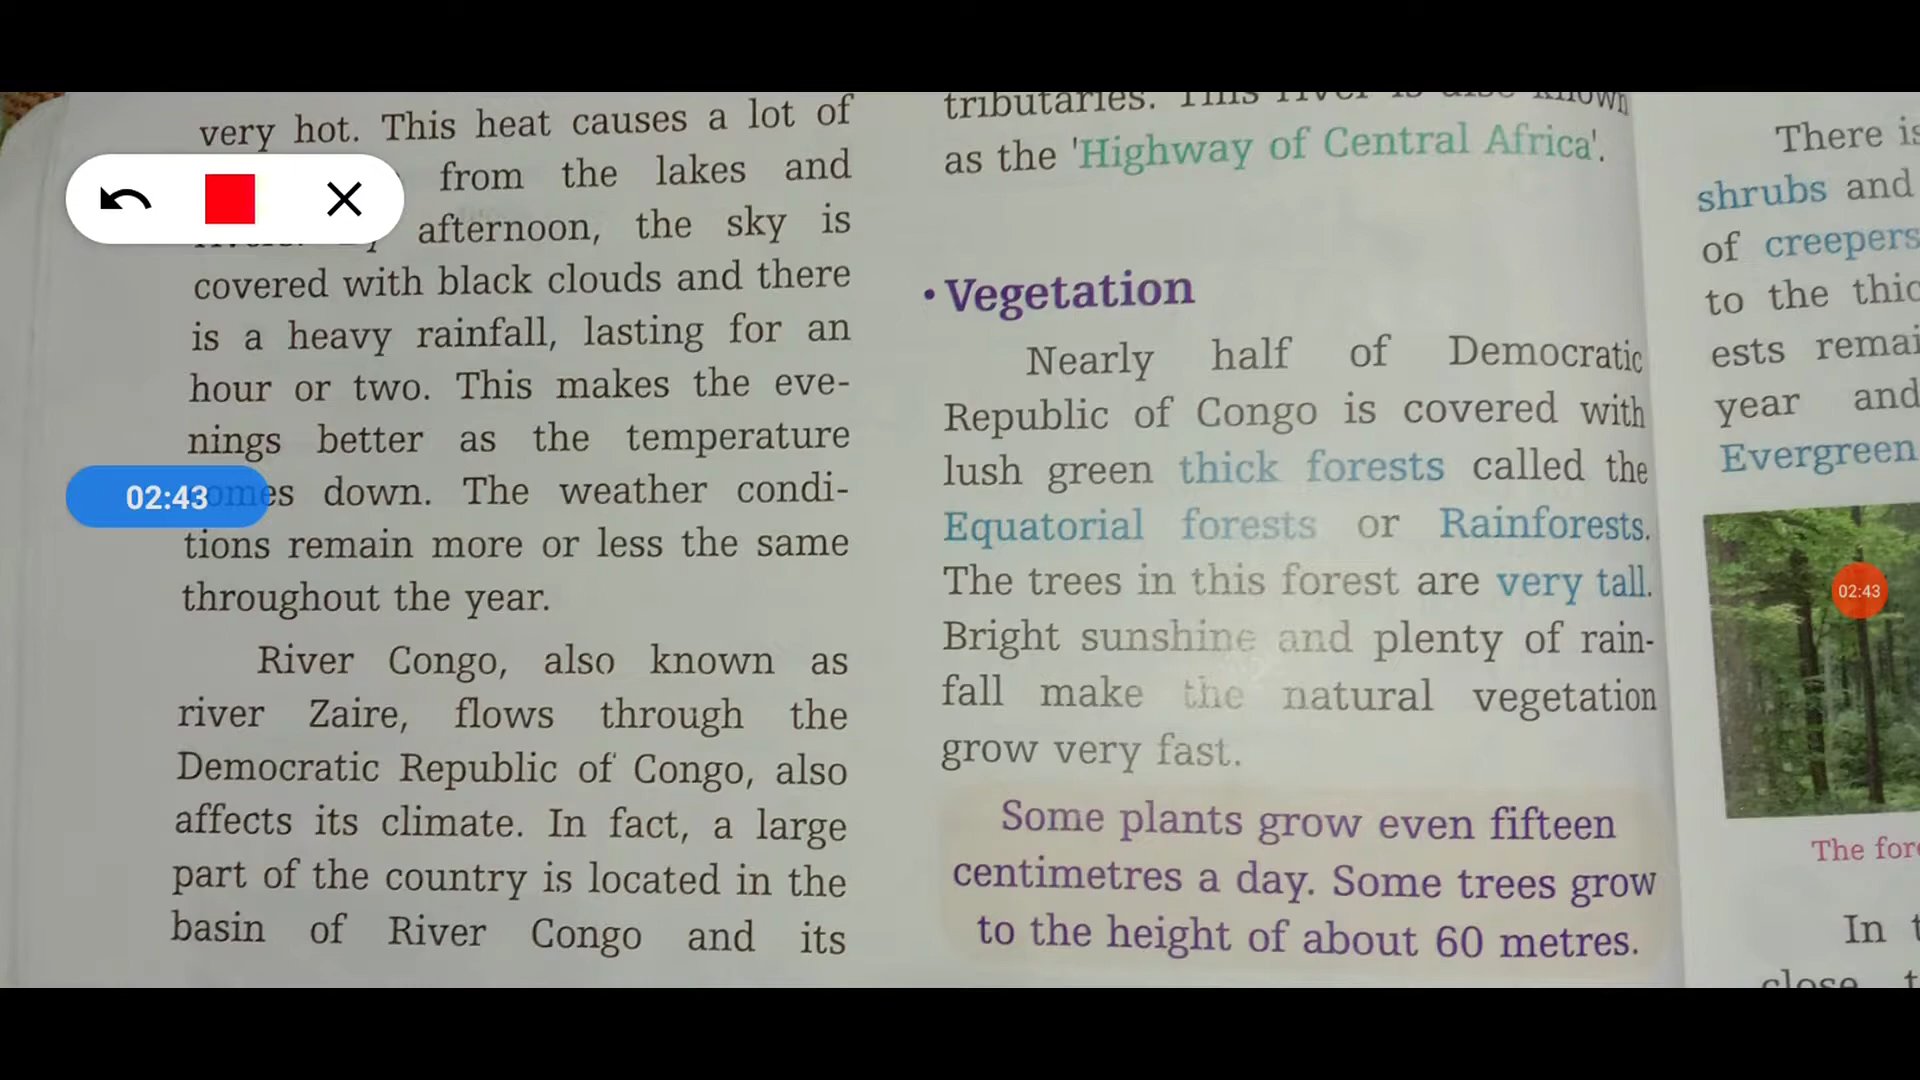 very hot. This heat causes a lot of
from the lakes and
afternoon, the sky is
covered with black clouds and there
is a heavy rainfall, lasting for an
hour or two. This makes the eve-
nings better as the temperature
down. The weather condi-
tions remain more or less the same
throughout the year.
River Congo, also known as
river Zaire, flows through the
Democratic Republic of Congo, also
affects its climate. In fact, a large
part of the country is located in the
basin of River Congo and its
tributaries. This river is also known
as the 'Highway of Central Africa'.
• Vegetation
Nearly half of Democratic
Republic of Congo is covered with
lush green thick forests called the
Equatorial forests or Rainforests.
The trees in this forest are very tall.
Bright sunshine and plenty of rain-
fall make the natural vegetation
grow very fast.
Some plants grow even fifteen
centimetres a day. Some trees grow
to the height of about 60 metres.
There is
shrubs and
of creepers
to the
ests
year and
Evergreen
The
In
close
02:43
02:43